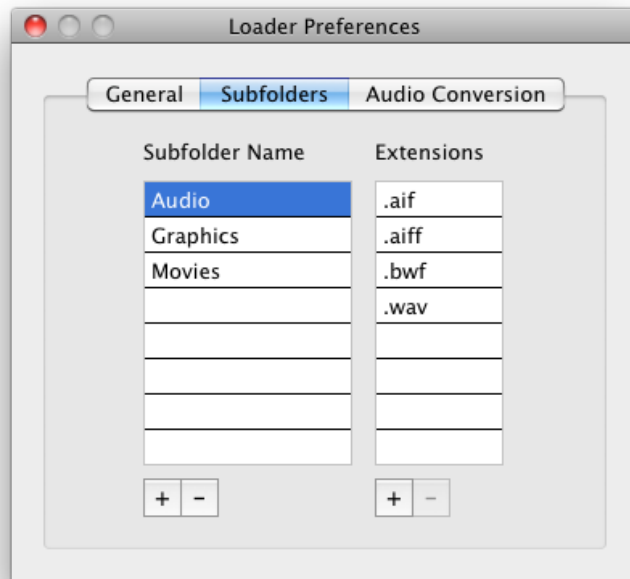 Loader Preferences
General Subfolders Audio Conversion
Subfolder Name Extensions
Audio .aif
Graphics .aiff
Movies .bwf
.wav
+ - + -